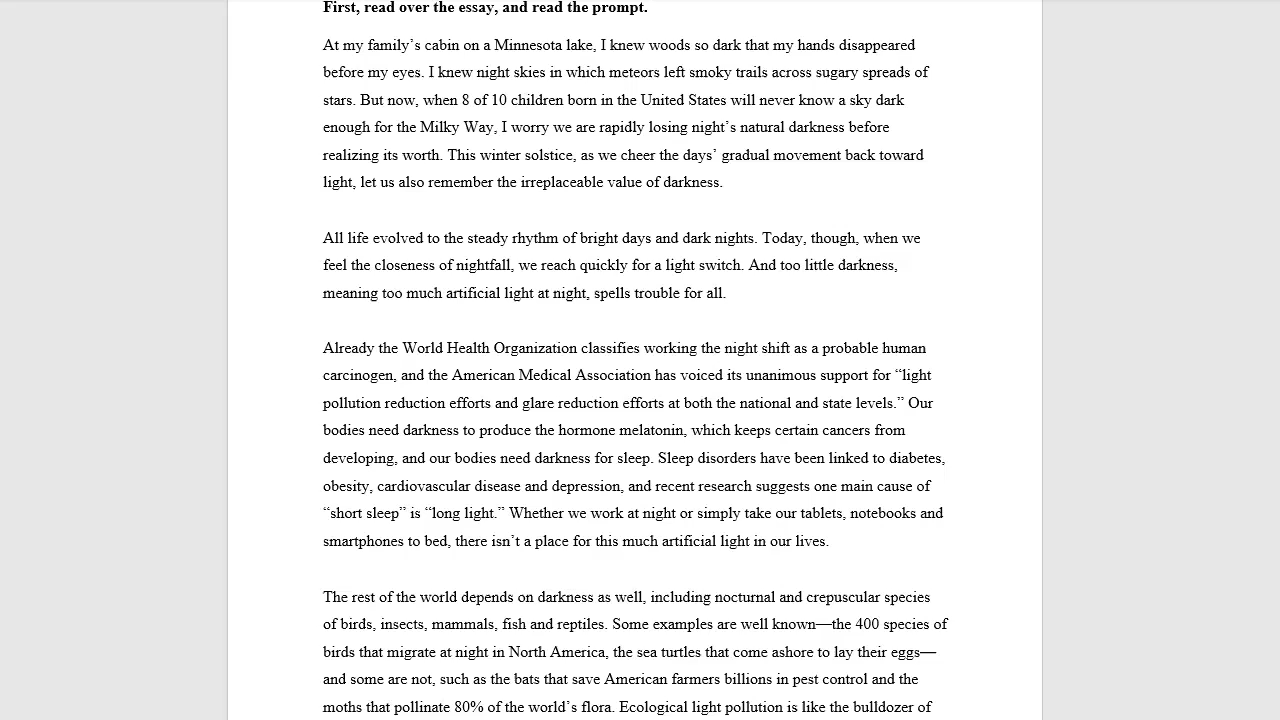 First, read over the essay, and read the prompt.
At my family’s cabin on a Minnesota lake, I knew woods so dark that my hands disappeared
before my eyes. I knew night skies in which meteors left smoky trails across sugary spreads of
stars. But now, when 8 of 10 children born in the United States will never know a sky dark
enough for the Milky Way, I worry we are rapidly losing night’s natural darkness before
realizing its worth. This winter solstice, as we cheer the days’ gradual movement back toward
light, let us also remember the irreplaceable value of darkness.
All life evolved to the steady rhythm of bright days and dark nights. Today, though, when we
feel the closeness of nightfall, we reach quickly for a light switch. And too little darkness,
meaning too much artificial light at night, spells trouble for all.
Already the World Health Organization classifies working the night shift as a probable human
carcinogen, and the American Medical Association has voiced its unanimous support for “light
pollution reduction efforts and glare reduction efforts at both the national and state levels.” Our
bodies need darkness to produce the hormone melatonin, which keeps certain cancers from
developing, and our bodies need darkness for sleep. Sleep disorders have been linked to diabetes,
obesity, cardiovascular disease and depression, and recent research suggests one main cause of
“short sleep” is “long light.” Whether we work at night or simply take our tablets, notebooks and
smartphones to bed, there isn’t a place for this much artificial light in our lives.
The rest of the world depends on darkness as well, including nocturnal and crepuscular species
of birds, insects, mammals, fish and reptiles. Some examples are well known—the 400 species of
birds that migrate at night in North America, the sea turtles that come ashore to lay their eggs—
and some are not, such as the bats that save American farmers billions in pest control and the
moths that pollinate 80% of the world’s flora. Ecological light pollution is like the bulldozer of